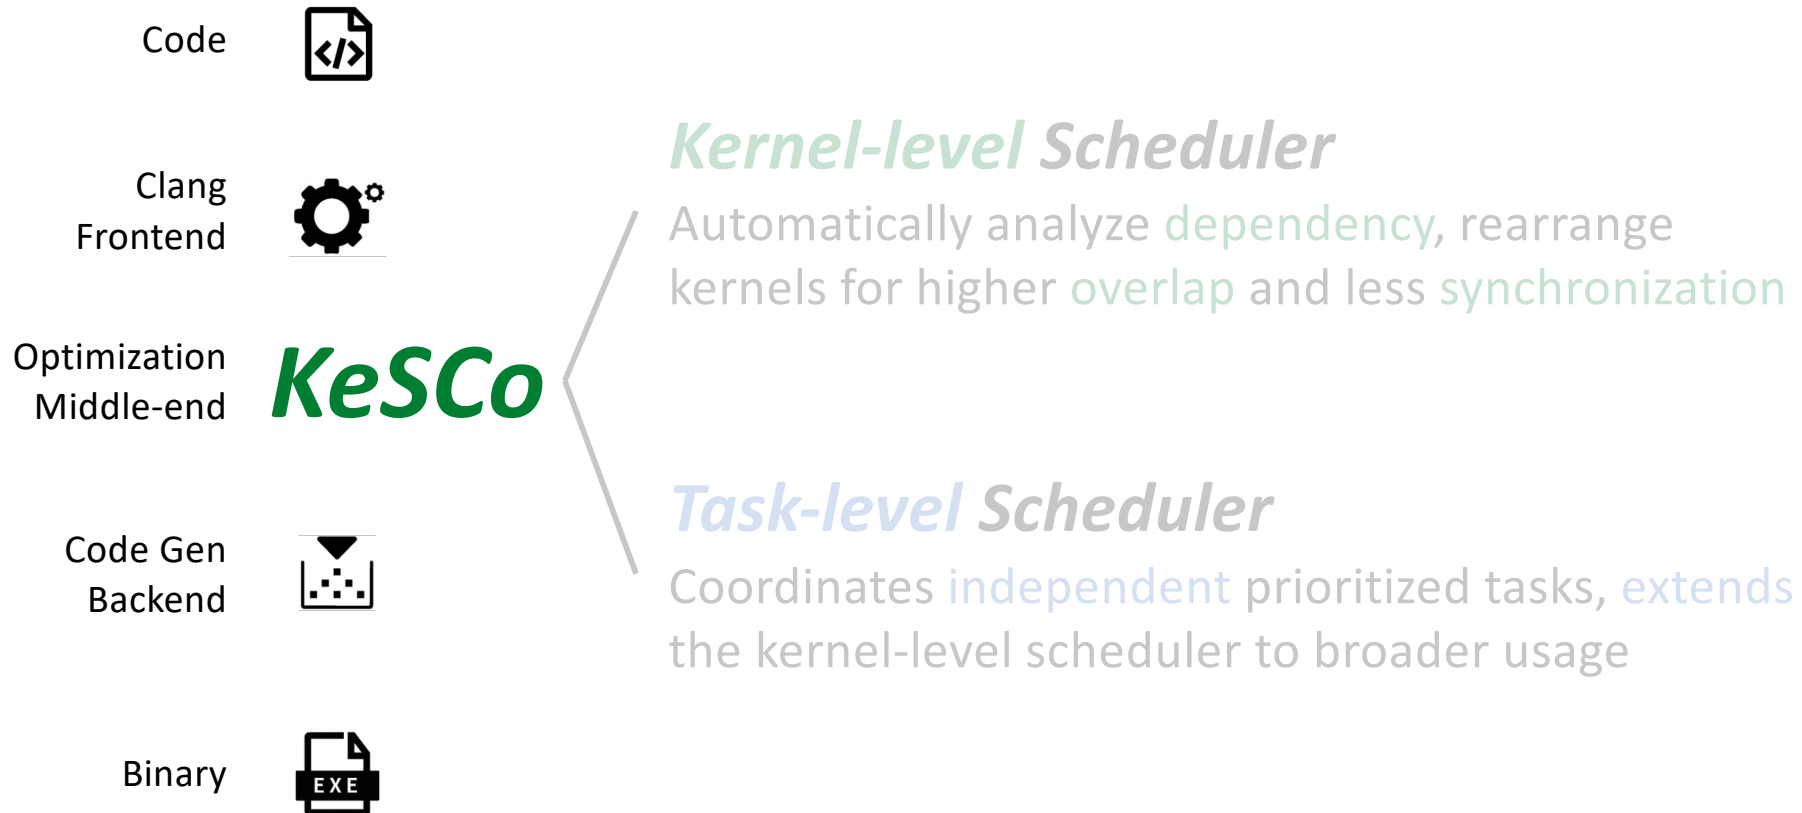 Code
Clang
Frontend
Optimization
Middle-end
KeSCo
Code Gen
Backend
Binary
EXE
Kernel-level Scheduler
Automatically analyze dependency, rearrange
kernels for higher overlap and less synchronization
Task-level Scheduler
Coordinates independent prioritized tasks, extends
the kernel-level scheduler to broader usage